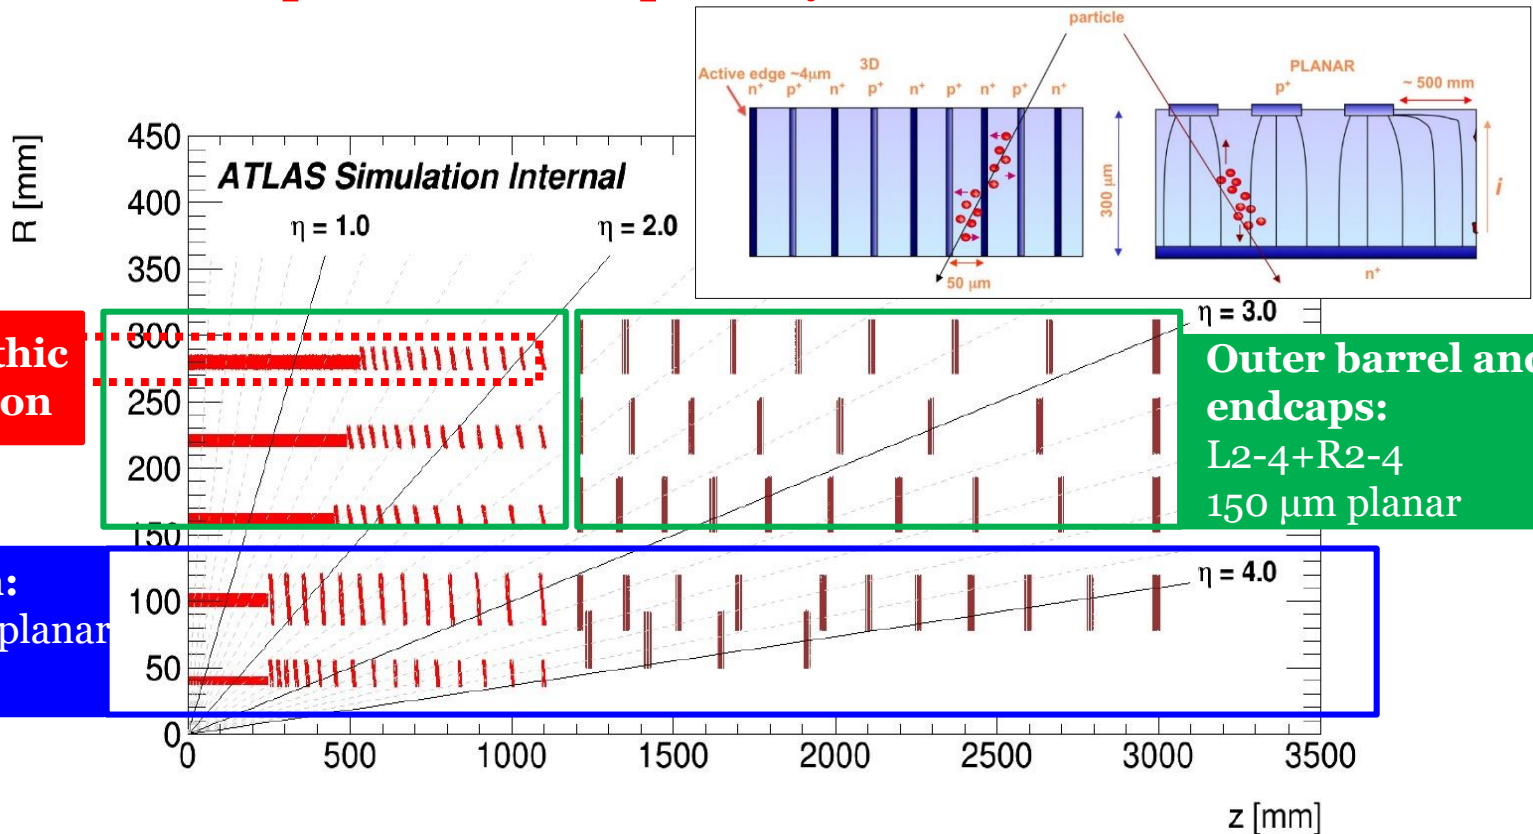 particle
3D
Active edge ~4μm
n⁺ p⁺ n⁺ p⁺ n⁺ p⁺ n⁺ p⁺ n⁺
50 μm
300 μm
PLANAR
p⁺
~ 500 mm
i
n⁺
R [mm]
ATLAS Simulation Internal
η = 1.0
η = 2.0
η = 3.0
η = 4.0
450
400
350
300
250
200
150
100
50
0
0 500 1000 1500 2000 2500 3000 3500
z [mm]
Outer barrel and
endcaps:
L2-4+R2-4
150 μm planar
planar